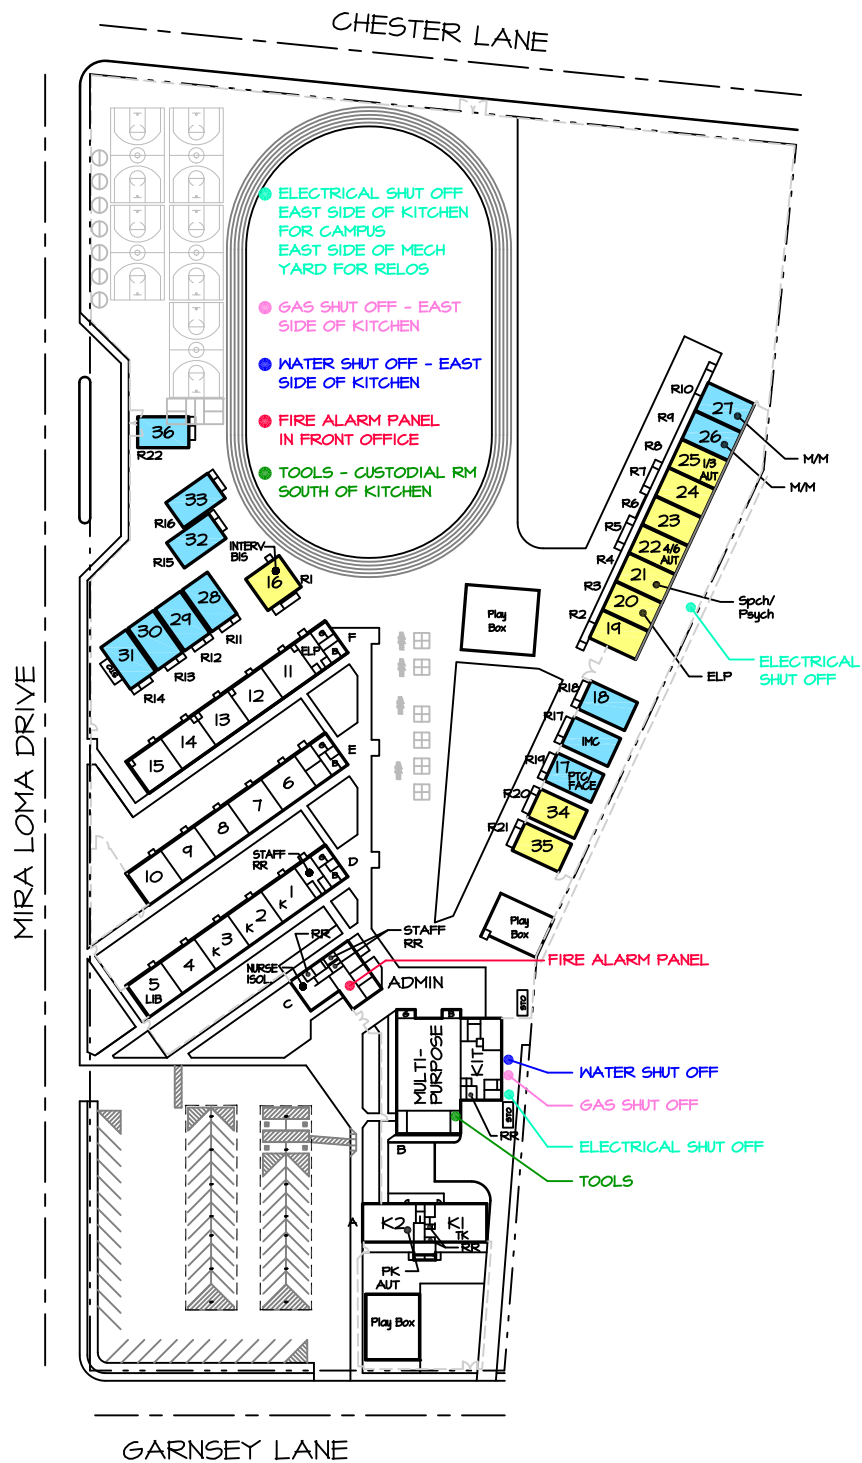 CHESTER LANE
ELECTRICAL SHUT OFF
EAST SIDE OF KITCHEN
FOR CAMPUS
EAST SIDE OF MECH
YARD FOR RELOS
GAS SHUT OFF - EAST
SIDE OF KITCHEN
WATER SHUT OFF - EAST
SIDE OF KITCHEN
FIRE ALARM PANEL
IN FRONT OFFICE
TOOLS - CUSTODIAL RM
SOUTH OF KITCHEN
MIRA LOMA DRIVE
36
R22
33
R16
32
R15
INTERV
BIS
16
R1
28
29
30
31
R11
R12
R13
R14
R10
27
R9
26
M/M
M/M
R8
25
1/3
AUT
R7
24
R6
23
R5
22
4/6
AUT
R4
21
Spch/
Psych
R3
20
ELP
R2
19
ELECTRICAL
SHUT OFF
Play
Box
R18
18
R17
IMC
R19
17
PTC/
FACE
R20
34
R21
35
Play
Box
F
ELP
B
11
12
13
14
15
E
B
6
7
8
9
10
D
STAFF
RR
B
1
K
2
K
3
K
4
5
LIB
RR
STAFF
RR
NURSE
ISOL.
C
ADMIN
FIRE ALARM PANEL
STO
G
B
MULTI-
PURPOSE
KIT
WATER SHUT OFF
GAS SHUT OFF
STO
RR
ELECTRICAL SHUT OFF
B
TOOLS
A
K2
K1
TK
RR
PK
AUT
Play Box
GARNSEY LANE